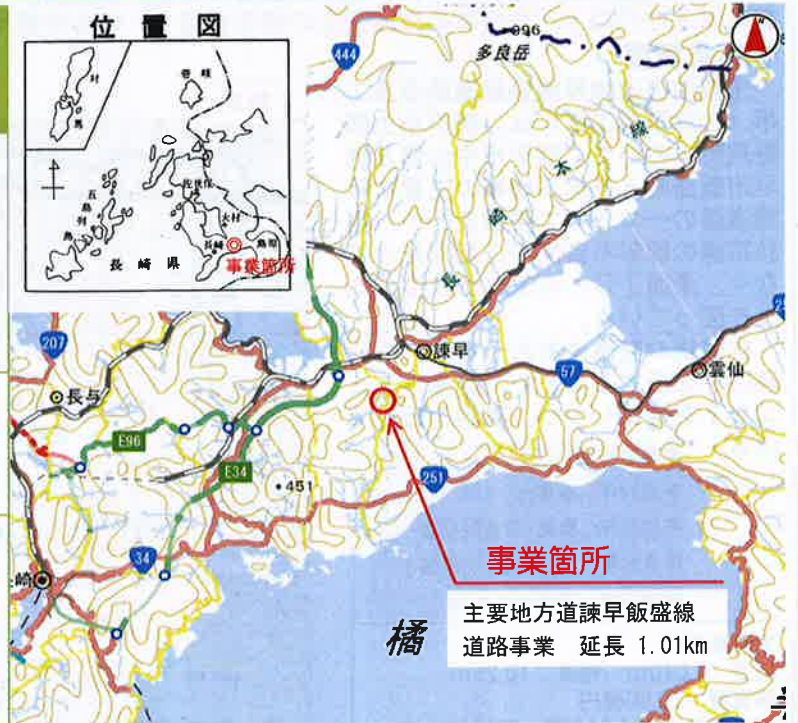 位置図
対
馬
壱岐
五島列島
佐世保
大村
長崎
島原
長崎県
事業箇所
996
多良岳
444
長崎本線
207
長与
諫早
57
雲仙
E96
E34
451
251
34
崎
事業箇所
主要地方道諫早飯盛線
道路事業 延長 1.01km
橘